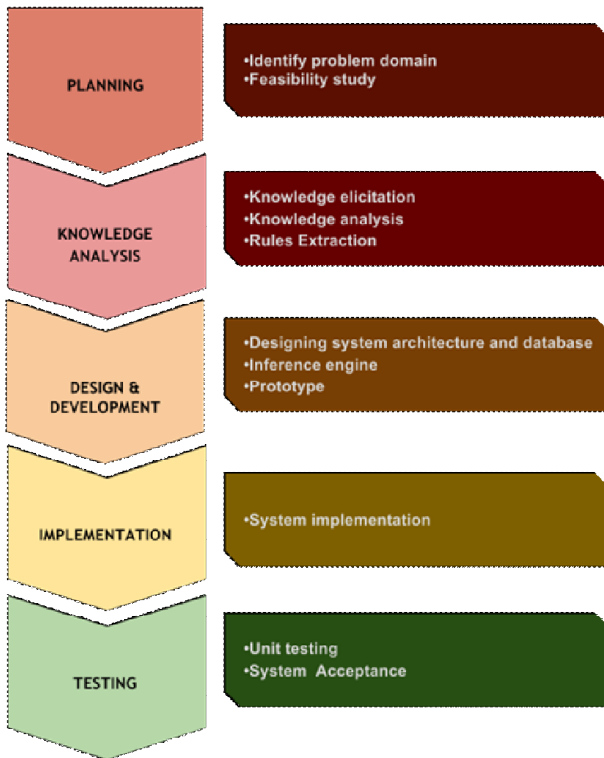 PLANNING
•Identify problem domain
•Feasibility study
KNOWLEDGE
ANALYSIS
•Knowledge elicitation
•Knowledge analysis
•Rules Extraction
DESIGN &
DEVELOPMENT
•Designing system architecture and database
•Inference engine
•Prototype
IMPLEMENTATION
•System implementation
TESTING
•Unit testing
•System  Acceptance